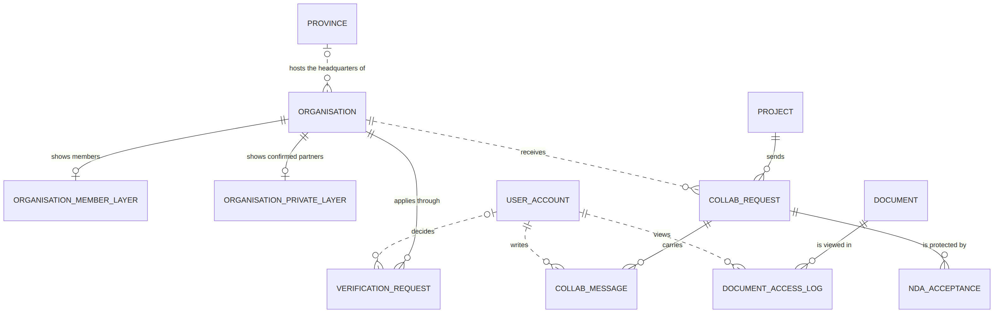 PROVINCE
hosts the headquarters of
ORGANISATION
PROJECT
receives
shows members
shows confirmed partners
sends
ORGANISATION_MEMBER_LAYER
ORGANISATION_PRIVATE_LAYER
applies through
USER_ACCOUNT
COLLAB_REQUEST
DOCUMENT
decides
views
writes
carries
is viewed in
is protected by
VERIFICATION_REQUEST
COLLAB_MESSAGE
DOCUMENT_ACCESS_LOG
NDA_ACCEPTANCE